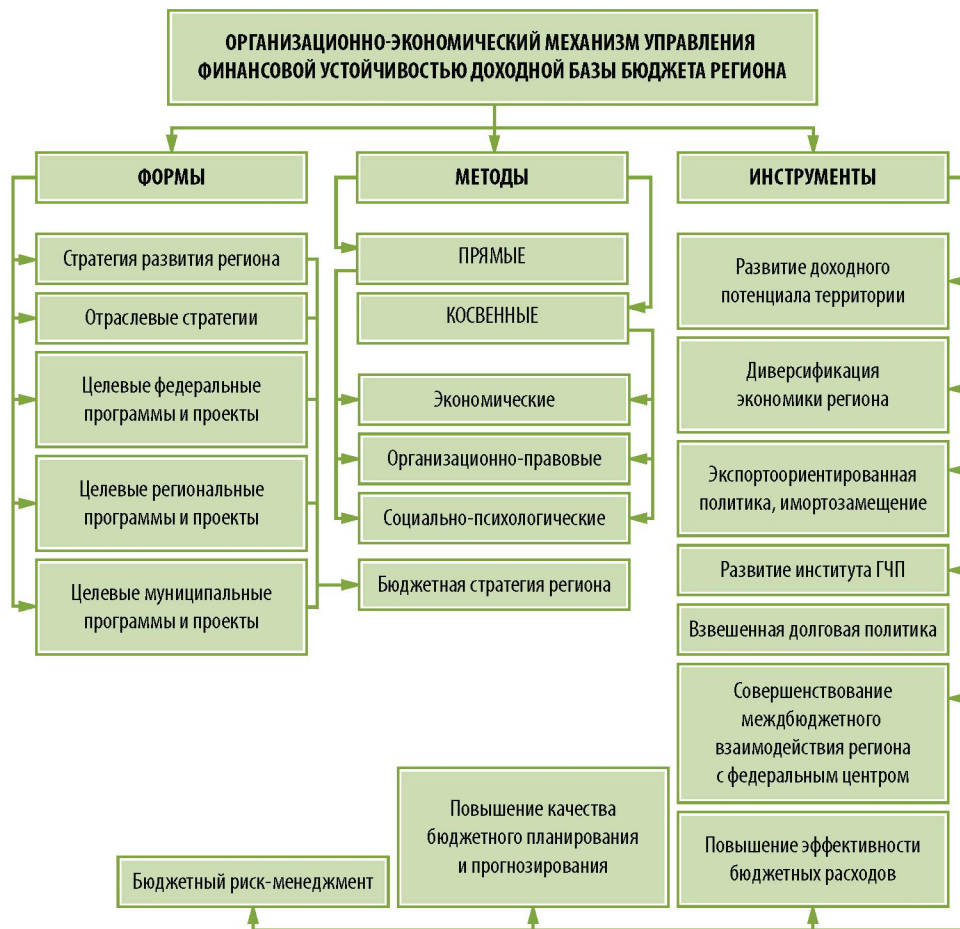 ОРГАНИЗАЦИОННО-ЭКОНОМИЧЕСКИЙ МЕХАНИЗМ УПРАВЛЕНИЯ
ФИНАНСОВОЙ УСТОЙЧИВОСТЬЮ ДОХОДНОЙ БАЗЫ БЮДЖЕТА РЕГИОНА
ФОРМЫ
Стратегия развития региона
Отраслевые стратегии
Целевые федеральные
программы и проекты
Целевые региональные
программы и проекты
Целевые муниципальные
программы и проекты
МЕТОДЫ
ПРЯМЫЕ
КОСВЕННЫЕ
Экономические
Организационно-правовые
Социально-психологические
Бюджетная стратегия региона
ИНСТРУМЕНТЫ
Развитие доходного
потенциала территории
Диверсификация
экономики региона
Экспортоориентированная
политика, имортозамещение
Развитие института ГЧП
Взвешенная долговая политика
Совершенствование
междбюджетного
взаимодействия региона
с федеральным центром
Повышение эффективности
бюджетных расходов
Повышение качества
бюджетного планирования
и прогнозирования
Бюджетный риск-менеджмент